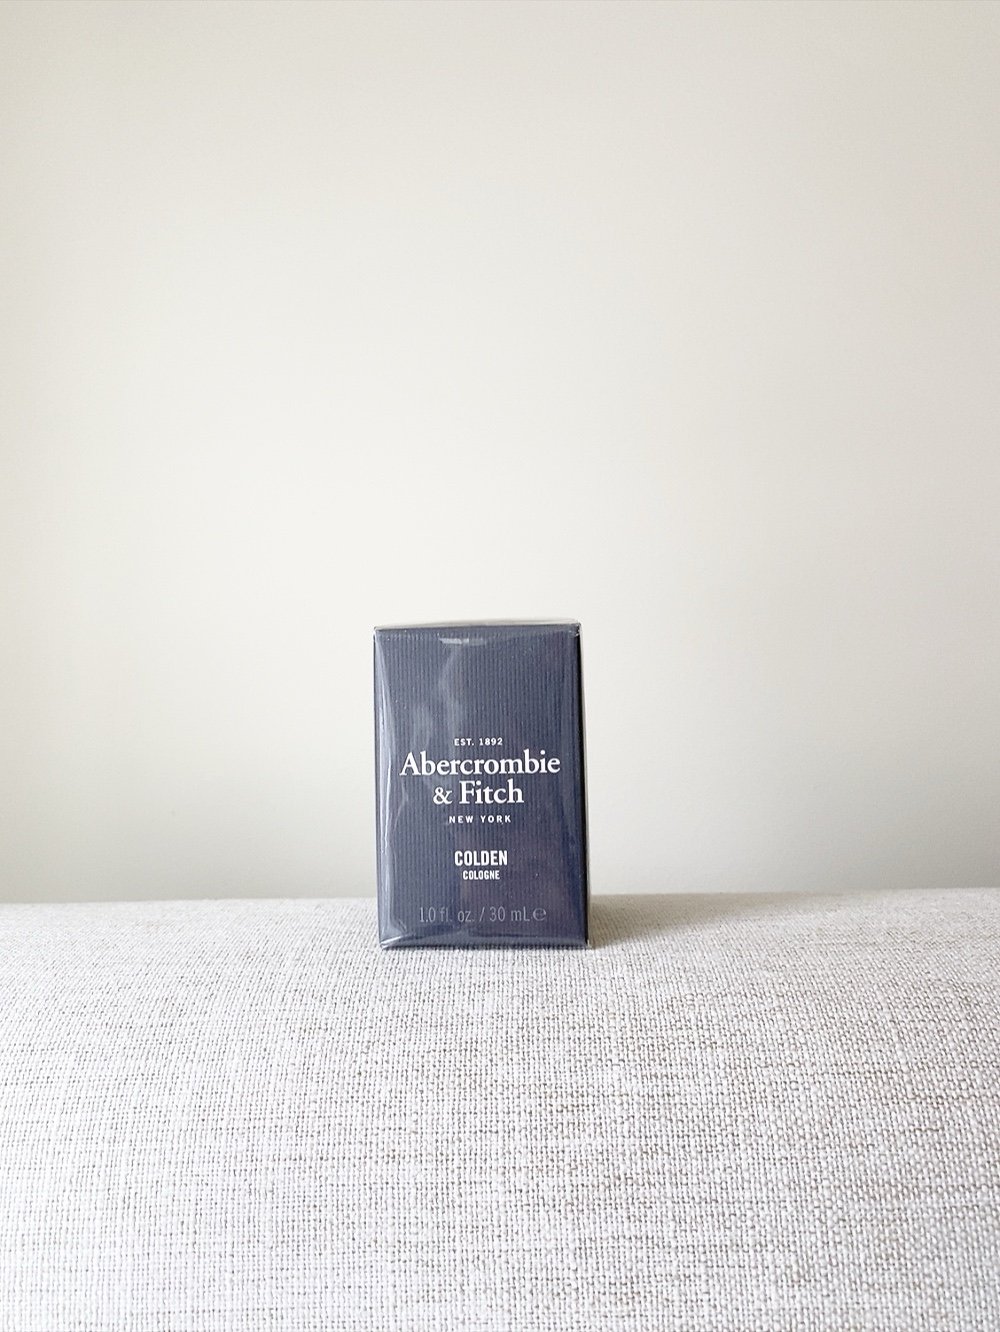 EST. 1892
Abercrombie
& Fitch
NEW YORK
COLDEN
COLOGNE
1.0 fl. oz. / 30 mL ℮